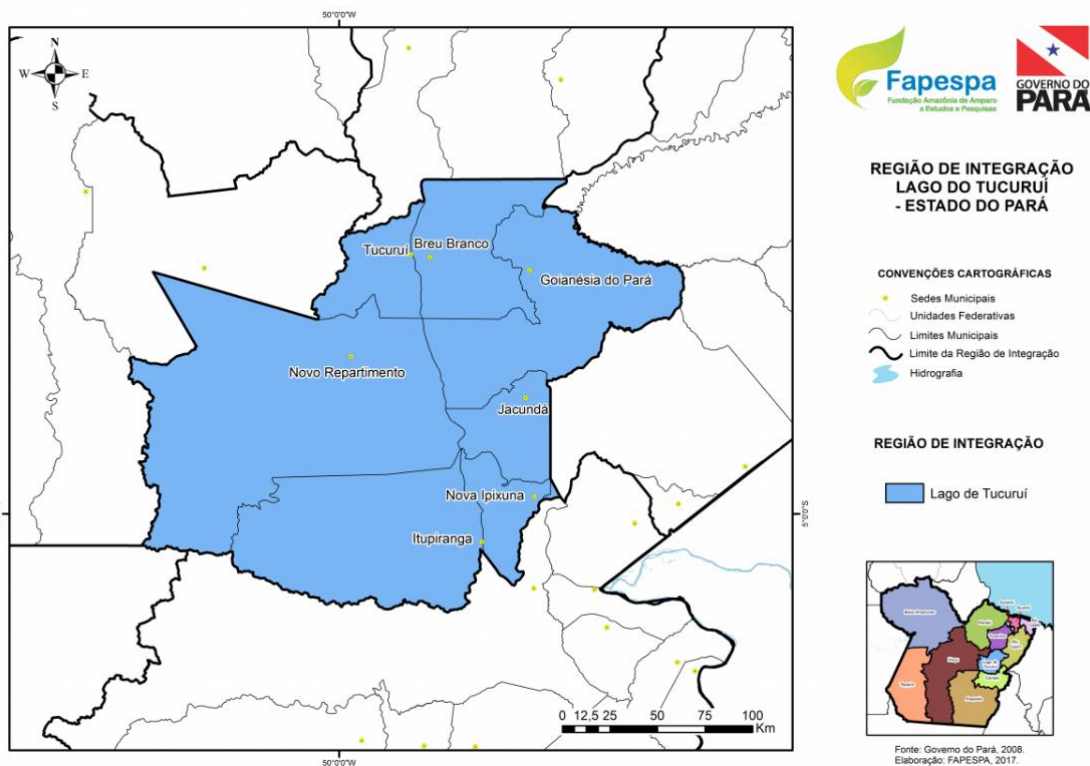 50°0'0"W
N
W
E
S
Tucuruí
Breu Branco
Goianésia do Pará
Novo Repartimento
Jacundá
Nova Ipixuna
Itupiranga
5°0'0"S
0 12,5 25 50 75 100
Km
50°0'0"W
Fapespa
Fundação Amazônia de Amparo
a Estudos e Pesquisas
GOVERNO DO
PARÁ
REGIÃO DE INTEGRAÇÃO
LAGO DO TUCURUÍ
- ESTADO DO PARÁ
CONVENÇÕES CARTOGRÁFICAS
Sedes Municipais
Unidades Federativas
Limites Municipais
Limite da Região de Integração
Hidrografia
REGIÃO DE INTEGRAÇÃO
Lago de Tucuruí
Fonte: Governo do Pará, 2008.
Elaboração: FAPESPA, 2017.